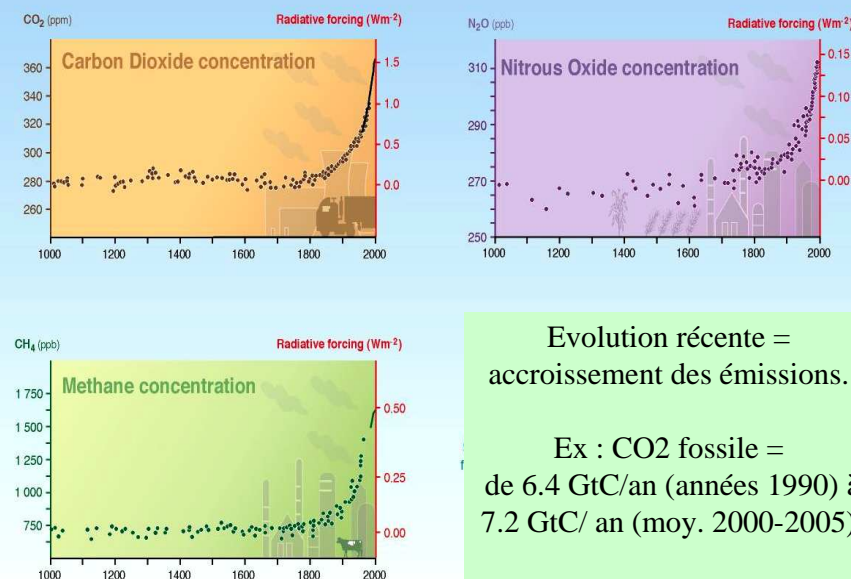 CO₂ (ppm)
Radiative forcing (Wm⁻²)
Carbon Dioxide concentration
360
340
320
300
280
260
1.5
1.0
0.5
0.0
1000 1200 1400 1600 1800 2000
N₂O (ppb)
Radiative forcing (Wm⁻²)
Nitrous Oxide concentration
310
290
270
250
0.15
0.10
0.05
0.00
1000 1200 1400 1600 1800 2000
CH₄ (ppb)
Radiative forcing (Wm⁻²)
Methane concentration
1 750
1 500
1 250
1 000
750
0.50
0.25
0.00
1000 1200 1400 1600 1800 2000
Evolution récente =
accroissement des émissions.
Ex : CO2 fossile =
de 6.4 GtC/an (années 1990) à
7.2 GtC/ an (moy. 2000-2005)